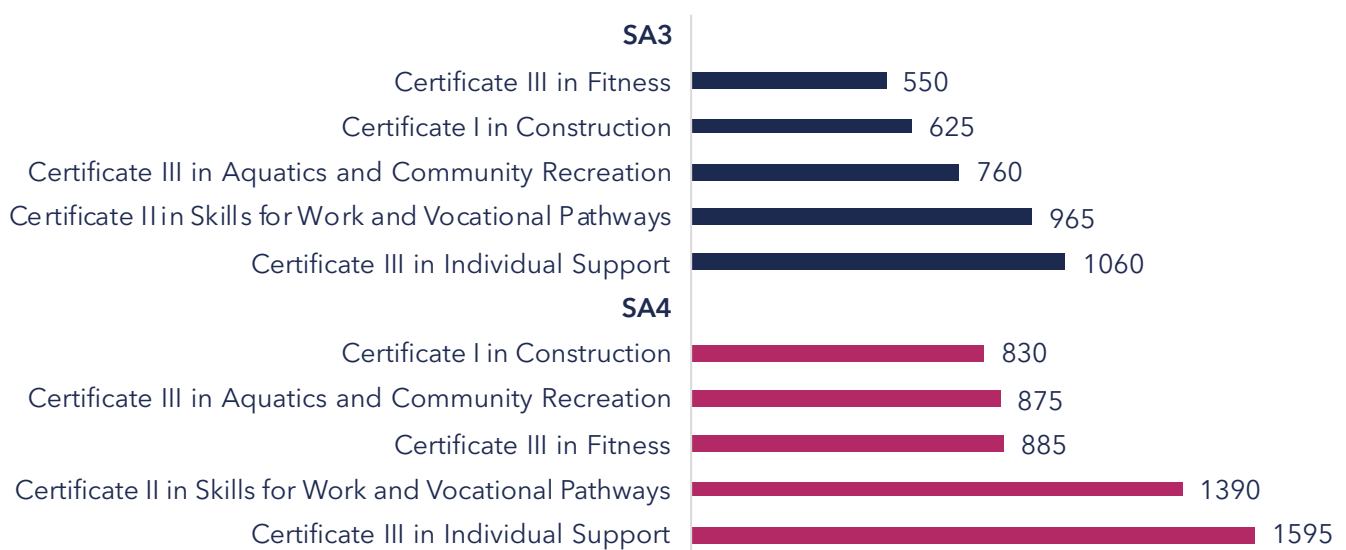 SA3
Certificate III in Fitness 550
Certificate I in Construction 625
Certificate III in Aquatics and Community Recreation 760
Certificate II in Skills for Work and Vocational Pathways 965
Certificate III in Individual Support 1060
SA4
Certificate I in Construction 830
Certificate III in Aquatics and Community Recreation 875
Certificate III in Fitness 885
Certificate II in Skills for Work and Vocational Pathways 1390
Certificate III in Individual Support 1595